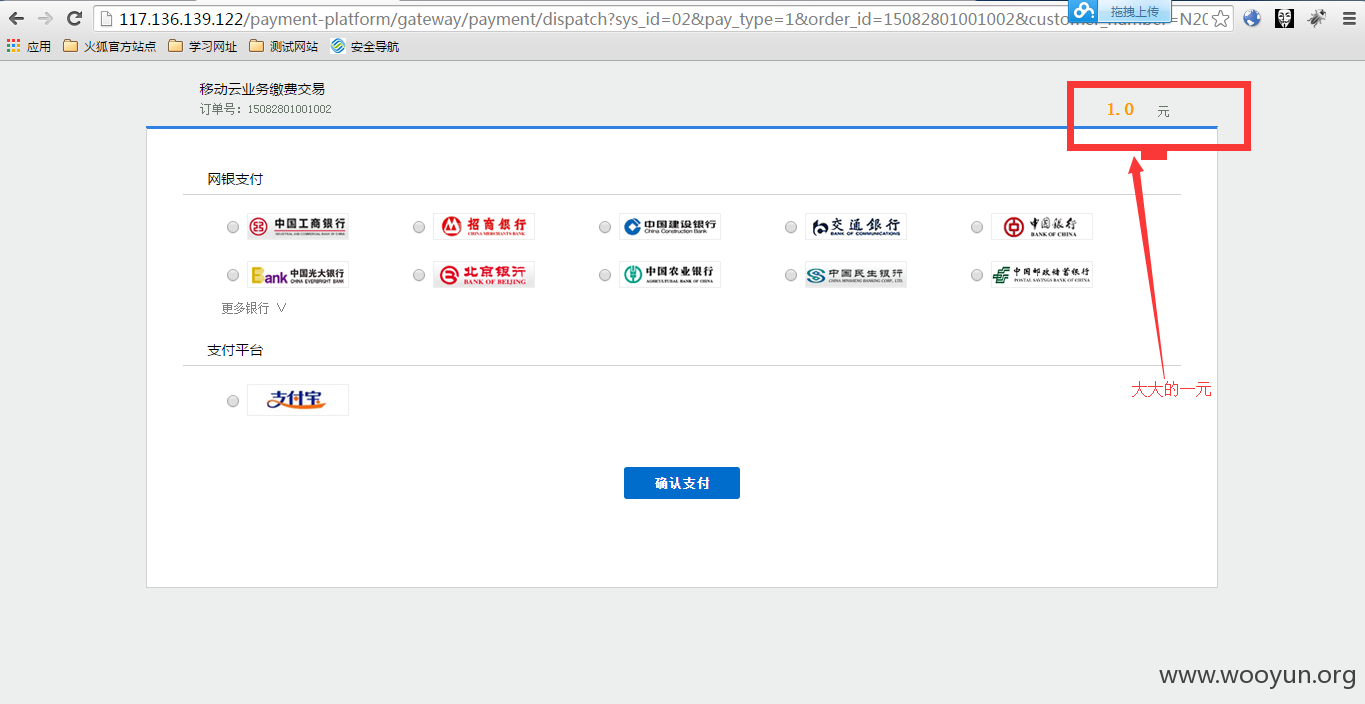 117.136.139.122/payment-platform/gateway/payment/dispatch?sys_id=02&pay_type=1&order_id=15082801001002&custo
拖拽上传
应用 火狐官方站点 学习网址 测试网站 安全导航
移动云业务缴费交易
订单号：15082801001002
1.0 元
网银支付
中国工商银行 招商银行 中国建设银行 交通银行 中国银行
INDUSTRIAL AND COMMERCIAL BANK OF CHINA CHINA MERCHANTS BANK China Construction Bank BANK OF COMMUNICATIONS BANK OF CHINA
Bank 中国光大银行 北京银行 中国农业银行 中国民生银行 中国邮政储蓄银行
CHINA EVERBRIGHT BANK BANK OF BEIJING AGRICULTURAL BANK OF CHINA CHINA MINSHENG BANKING CORP., LTD. POSTAL SAVINGS BANK OF CHINA
更多银行 ∨
支付平台
支付宝
大大的一元
确认支付
www.wooyun.org